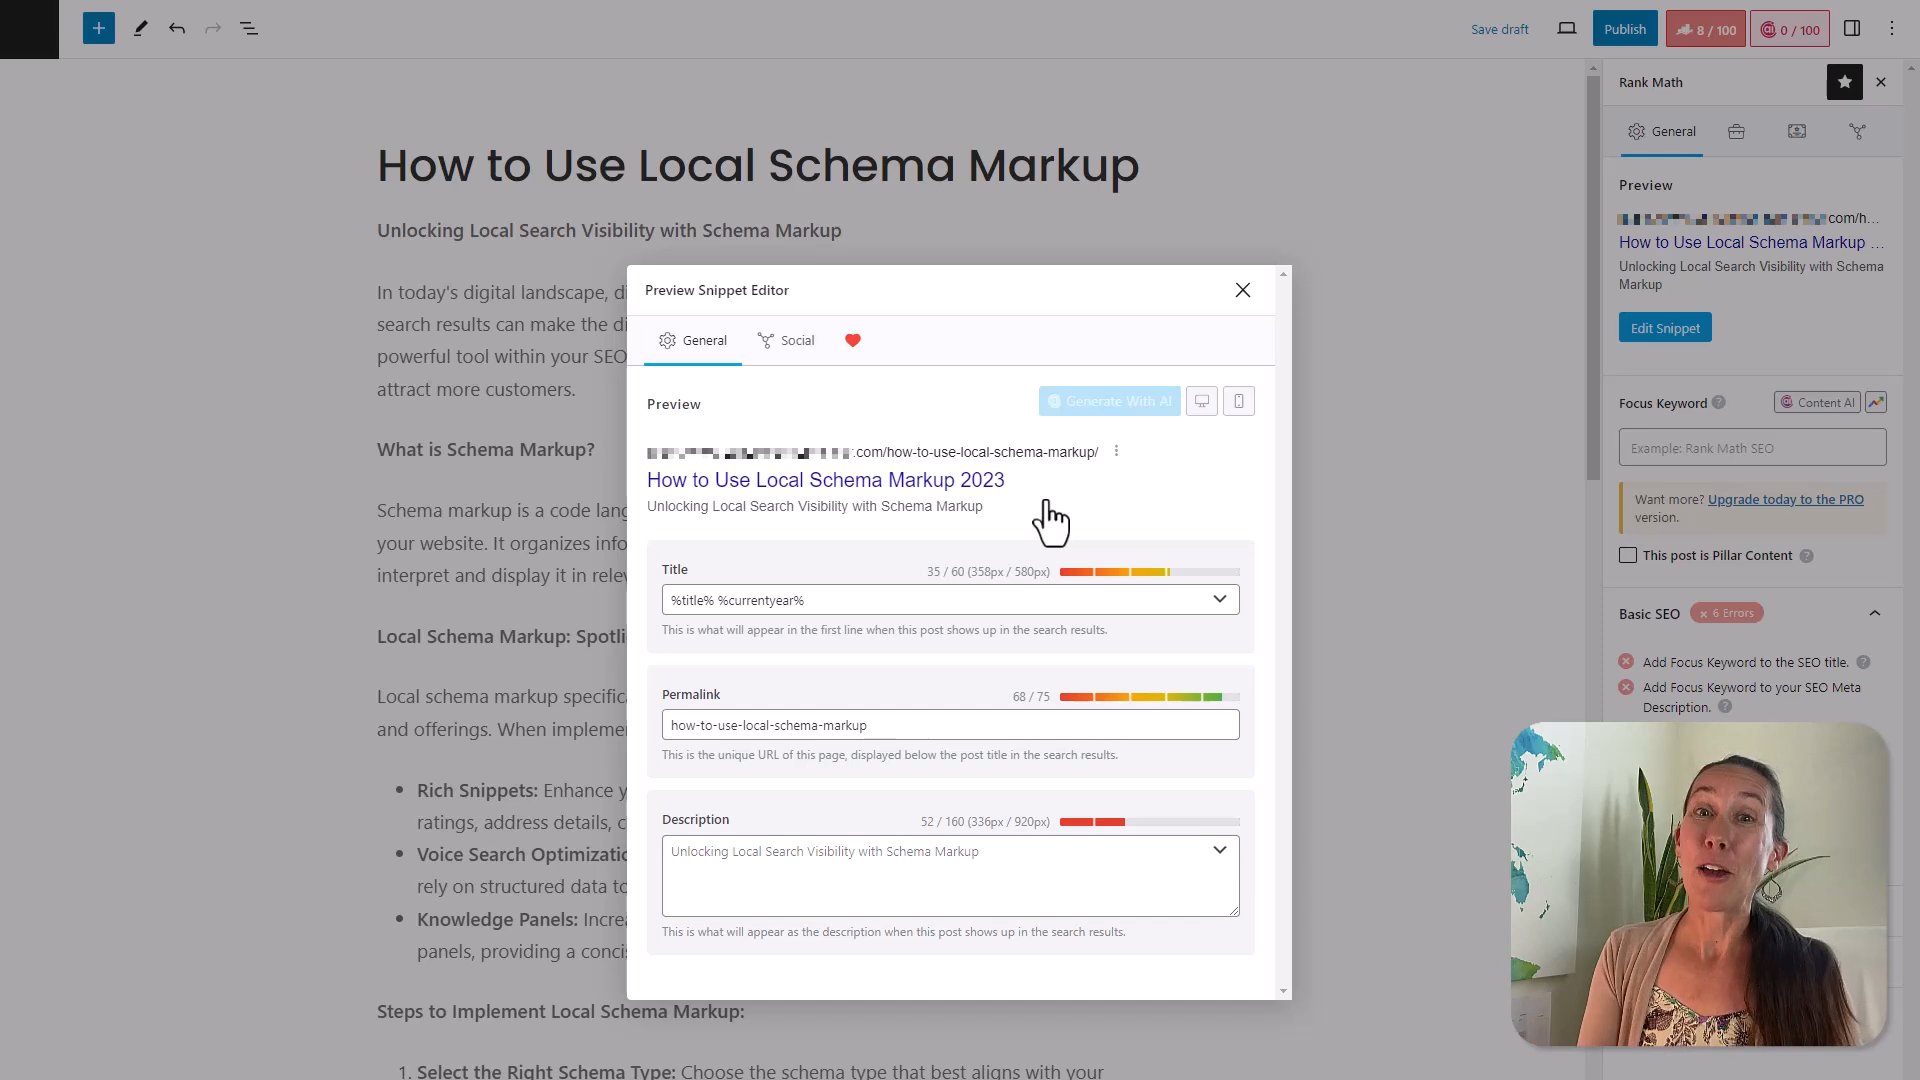 Save draft
Publish
8 / 100
0 / 100
How to Use Local Schema Markup
Unlocking Local Search Visibility with Schema Markup
In today's digital landscape, di
search results can make the di
powerful tool within your SEO
attract more customers.
What is Schema Markup?
Schema markup is a code lang
your website. It organizes info
interpret and display it in relev
Local Schema Markup: Spotli
Local schema markup specifica
and offerings. When implemen
Rich Snippets: Enhance y
ratings, address details, c
Voice Search Optimizatio
rely on structured data to
Knowledge Panels: Increa
panels, providing a conci
Steps to Implement Local Schema Markup:
1. Select the Right Schema Type: Choose the schema type that best aligns with your
Preview Snippet Editor
General
Social
Preview
Generate With AI
.com/how-to-use-local-schema-markup/
How to Use Local Schema Markup 2023
Unlocking Local Search Visibility with Schema Markup
Title
35 / 60 (358px / 580px)
%title% %currentyear%
This is what will appear in the first line when this post shows up in the search results.
Permalink
68 / 75
how-to-use-local-schema-markup
This is the unique URL of this page, displayed below the post title in the search results.
Description
52 / 160 (336px / 920px)
Unlocking Local Search Visibility with Schema Markup
This is what will appear as the description when this post shows up in the search results.
Rank Math
General
Preview
com/h...
How to Use Local Schema Markup ...
Unlocking Local Search Visibility with Schema
Markup
Edit Snippet
Focus Keyword
Content AI
Example: Rank Math SEO
Want more? Upgrade today to the PRO
version.
This post is Pillar Content
Basic SEO
× 6 Errors
Add Focus Keyword to the SEO title.
Add Focus Keyword to your SEO Meta
Description.